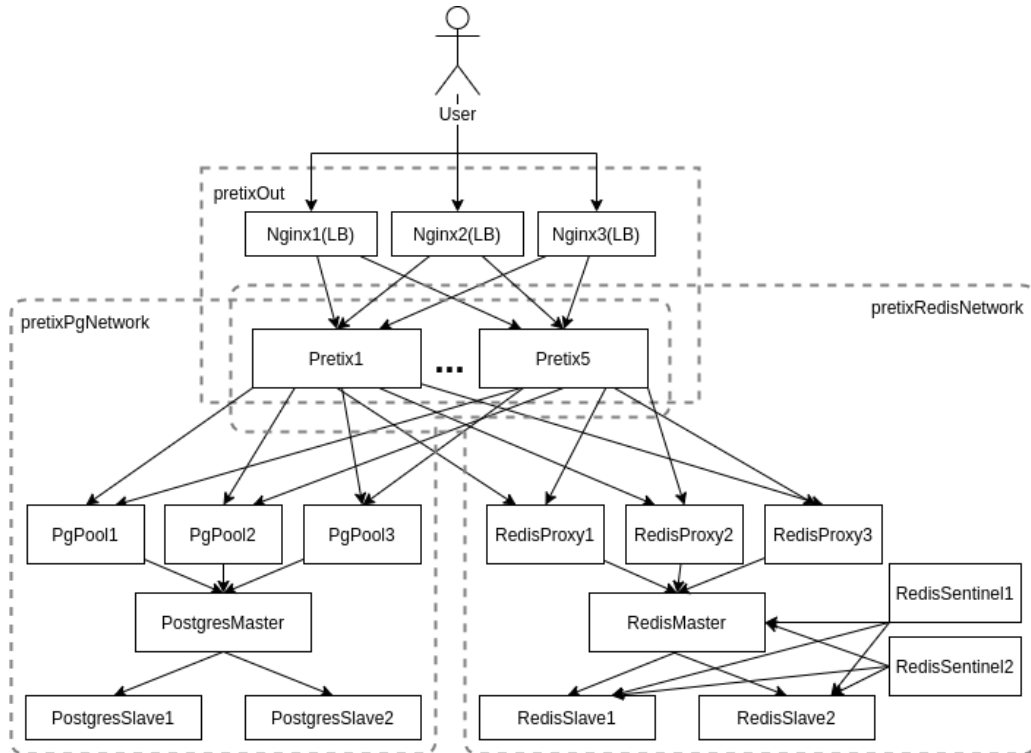 User
pretixOut
Nginx1(LB)
Nginx2(LB)
Nginx3(LB)
pretixPgNetwork
pretixRedisNetwork
Pretix1
...
Pretix5
PgPool1
PgPool2
PgPool3
RedisProxy1
RedisProxy2
RedisProxy3
PostgresMaster
RedisMaster
RedisSentinel1
RedisSentinel2
PostgresSlave1
PostgresSlave2
RedisSlave1
RedisSlave2